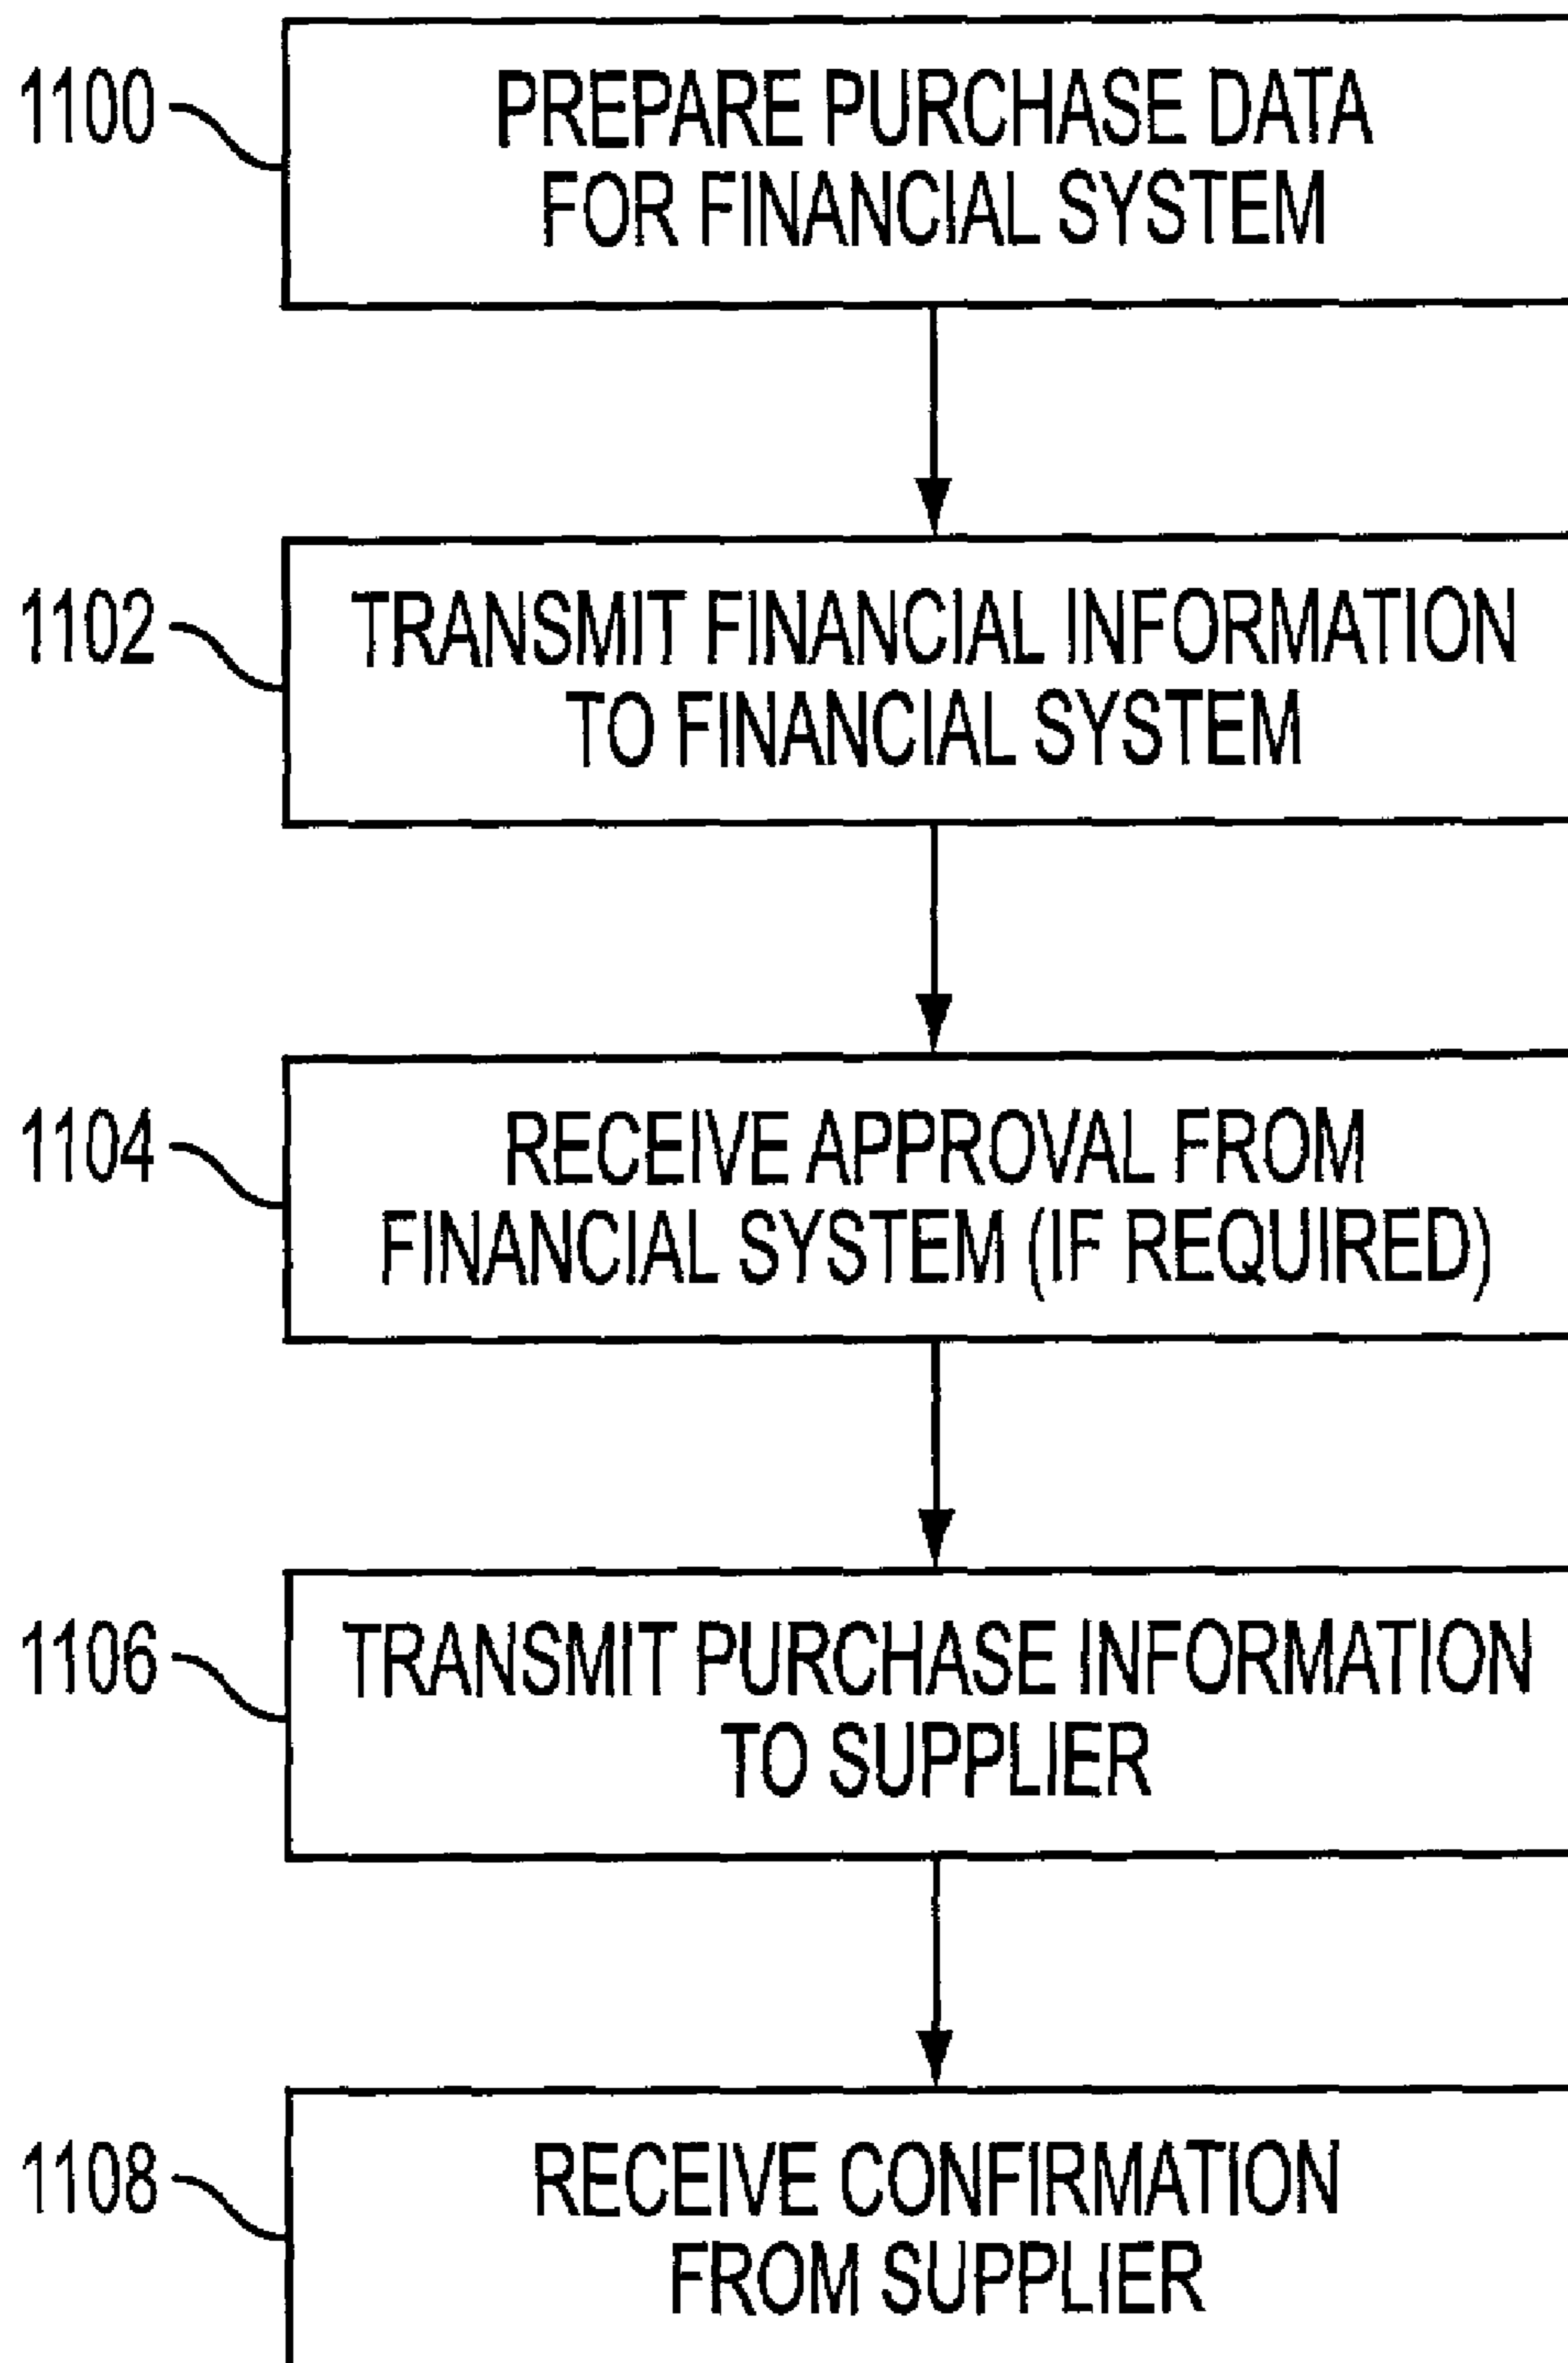 1100
PREPARE PURCHASE DATA
FOR FINANCIAL SYSTEM
1102
TRANSMIT FINANCIAL INFORMATION
TO FINANCIAL SYSTEM
1104
RECEIVE APPROVAL FROM
FINANCIAL SYSTEM (IF REQUIRED)
1106
TRANSMIT PURCHASE INFORMATION
TO SUPPLIER
1108
RECEIVE CONFIRMATION
FROM SUPPLIER